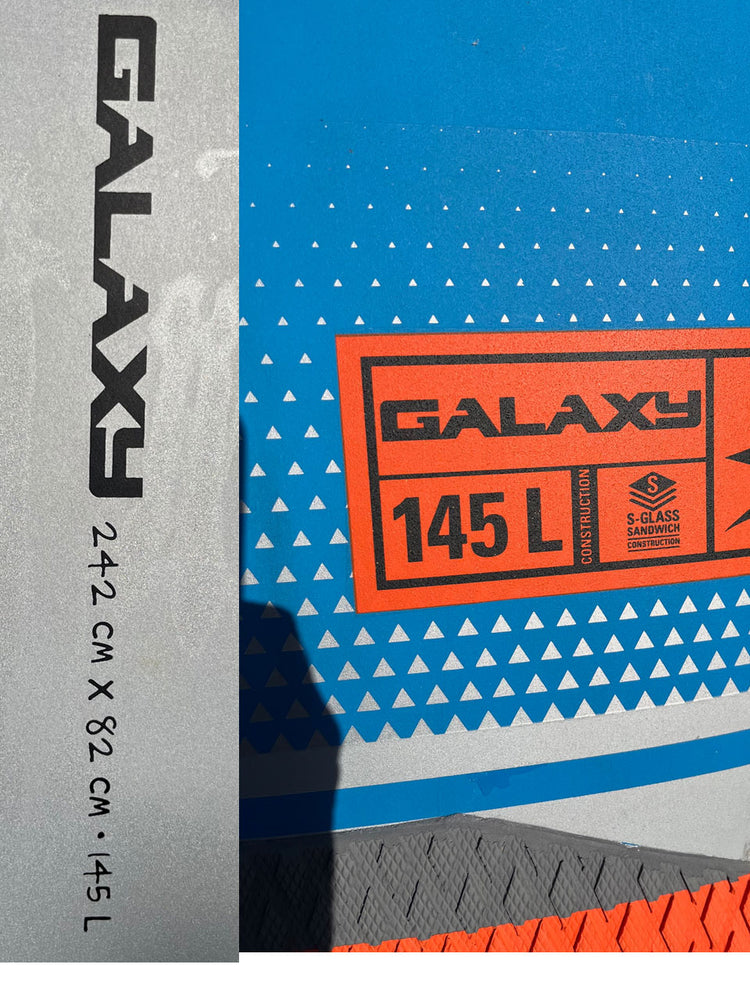 GALAXY 242 CM X 82 CM · 145 L
GALAXY
145 L
CONSTRUCTION
S
S-GLASS
SANDWICH
CONSTRUCTION